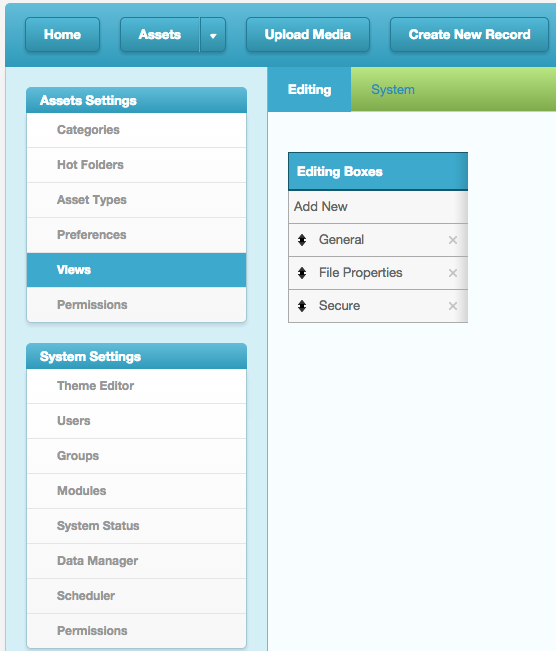 Home Assets Upload Media Create New Record
Assets Settings
Categories
Hot Folders
Asset Types
Preferences
Views
Permissions
System Settings
Theme Editor
Users
Groups
Modules
System Status
Data Manager
Scheduler
Permissions
Editing System
Editing Boxes
Add New
General
File Properties
Secure